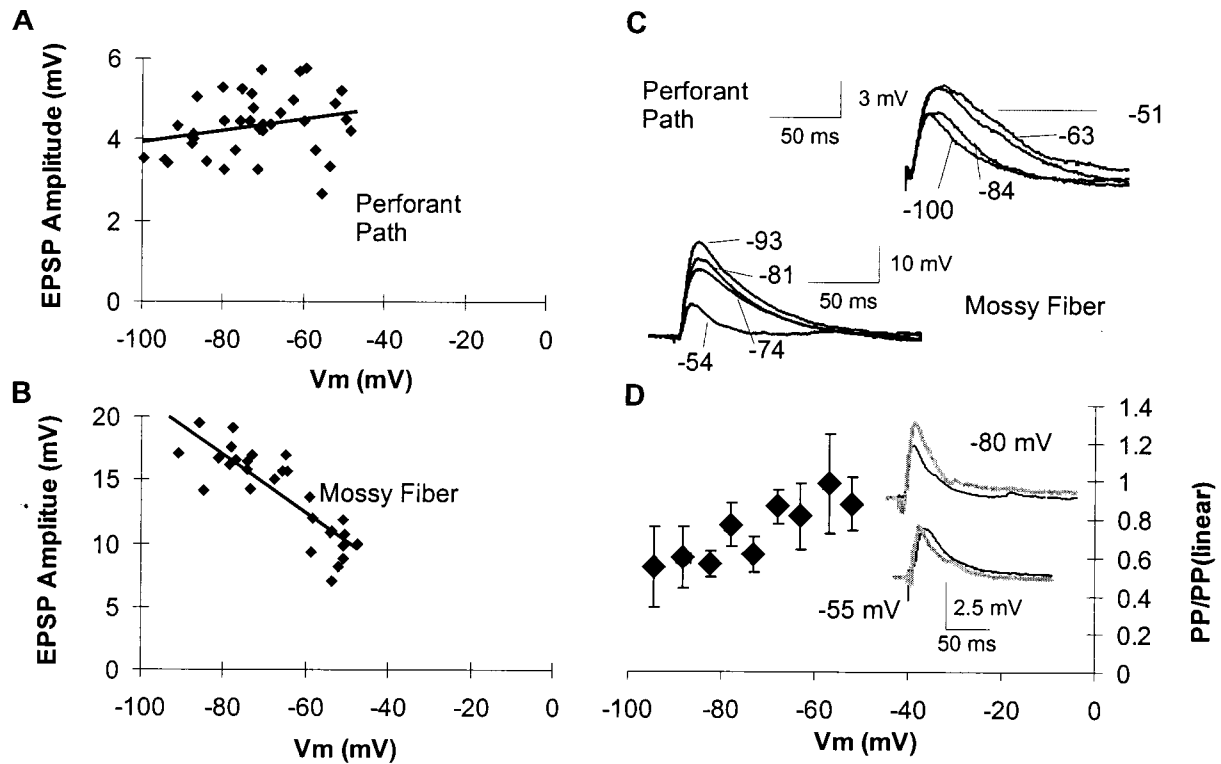 A
EPSP Amplitude (mV)
6
4
2
0
-100
-80
-60
-40
-20
0
Vm (mV)
Perforant
Path
B
EPSP Amplitue (mV)
20
15
10
5
0
-100
-80
-60
-40
-20
0
Vm (mV)
Mossy Fiber
C
Perforant
Path
3 mV
50 ms
-51
-63
-84
-100
-93
-81
-74
-54
10 mV
50 ms
Mossy Fiber
D
1.4
1.2
1
0.8
0.6
0.4
0.2
0
PP/PP(linear)
-80 mV
-55 mV
2.5 mV
50 ms
-100
-80
-60
-40
-20
0
Vm (mV)